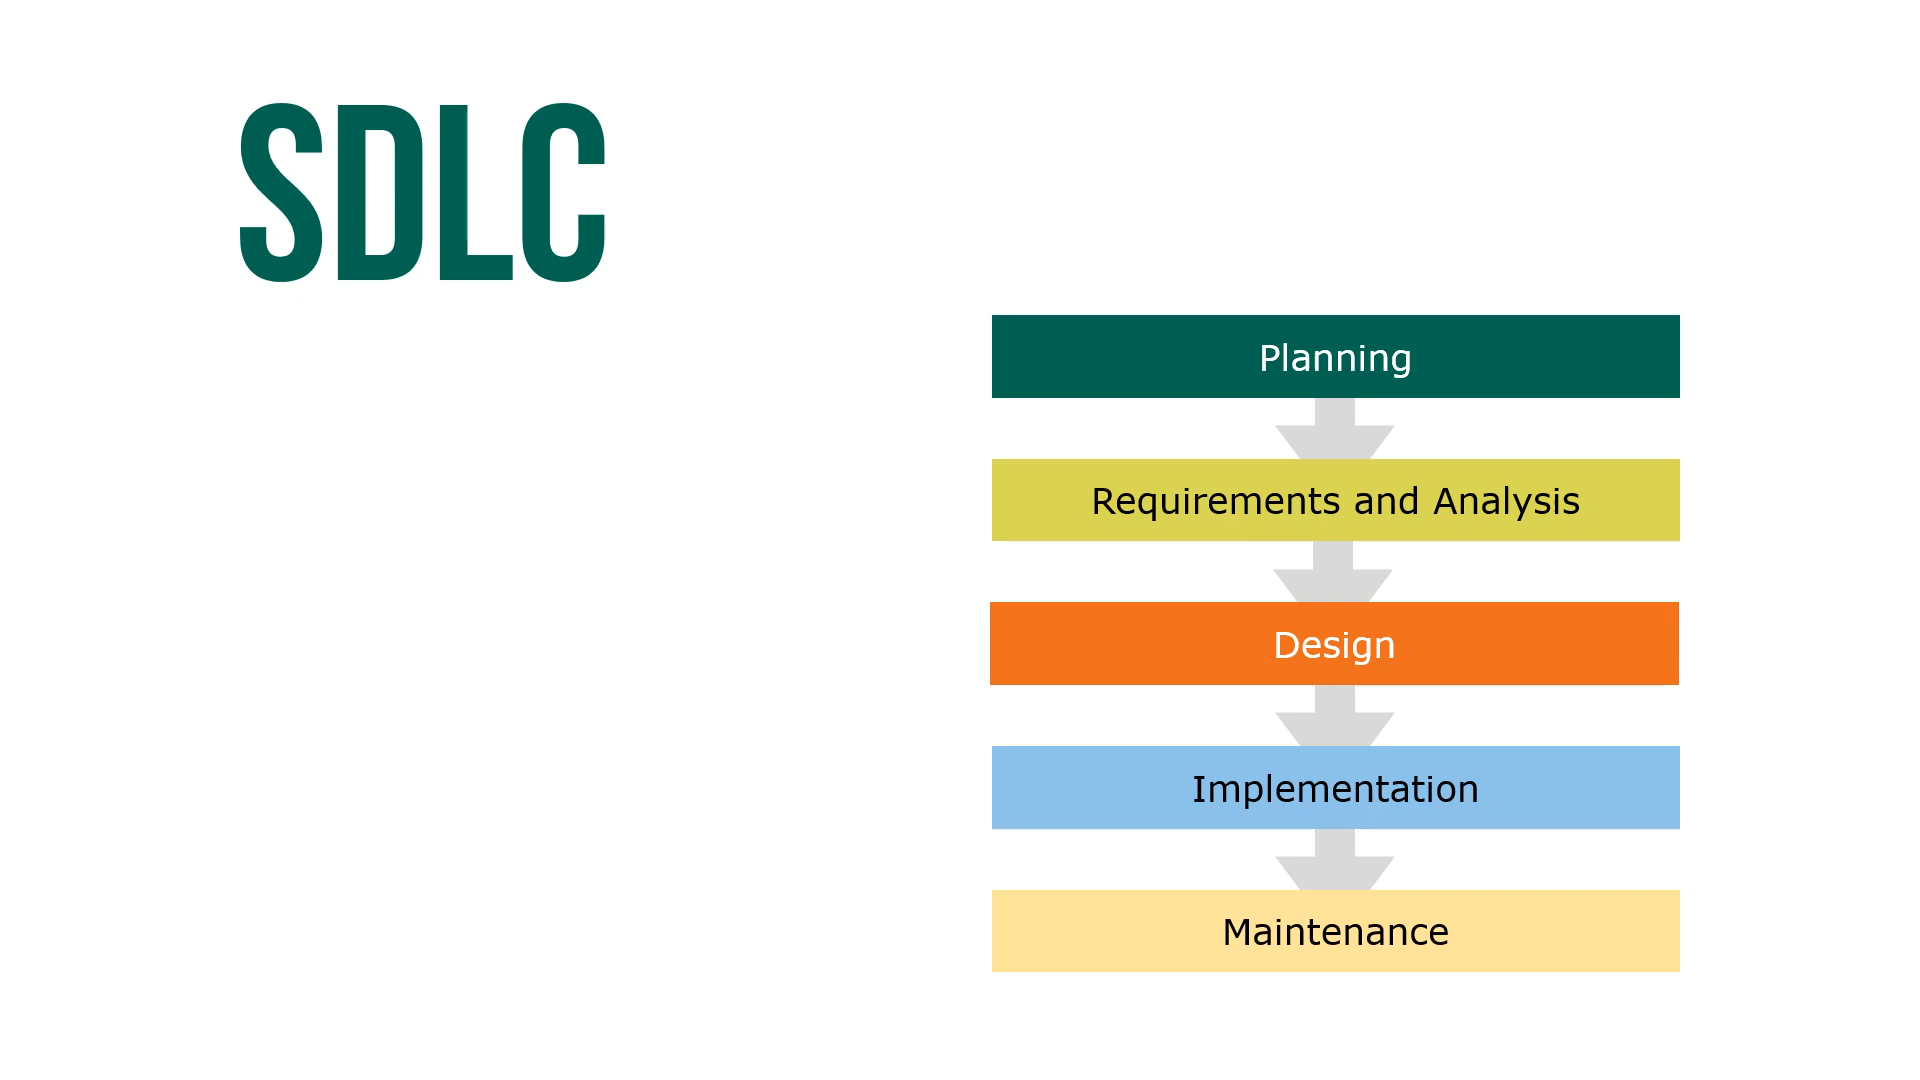 SDLC
Planning
Requirements and Analysis
Design
Implementation
Maintenance